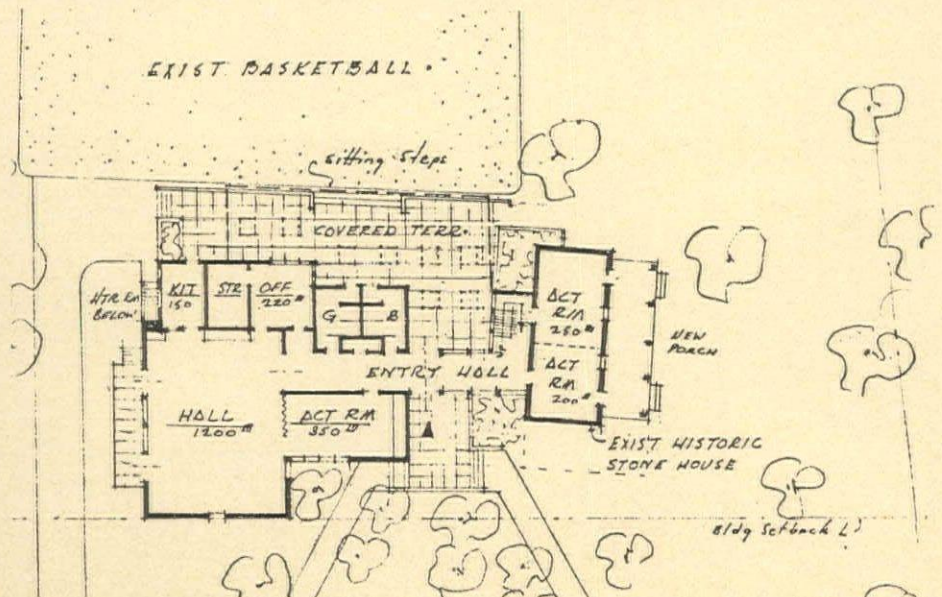 EXIST BASKETBALL
sitting steps
COVERED TERR.
KIT
150
STR
OFF
220
HTR RM
BELOW
G
B
ACT
RM
250
NEW
PORCH
ENTRY HALL
ACT
RM
200
HALL
1200
ACT RM
350
EXIST HISTORIC
STONE HOUSE
Bldg Setback L